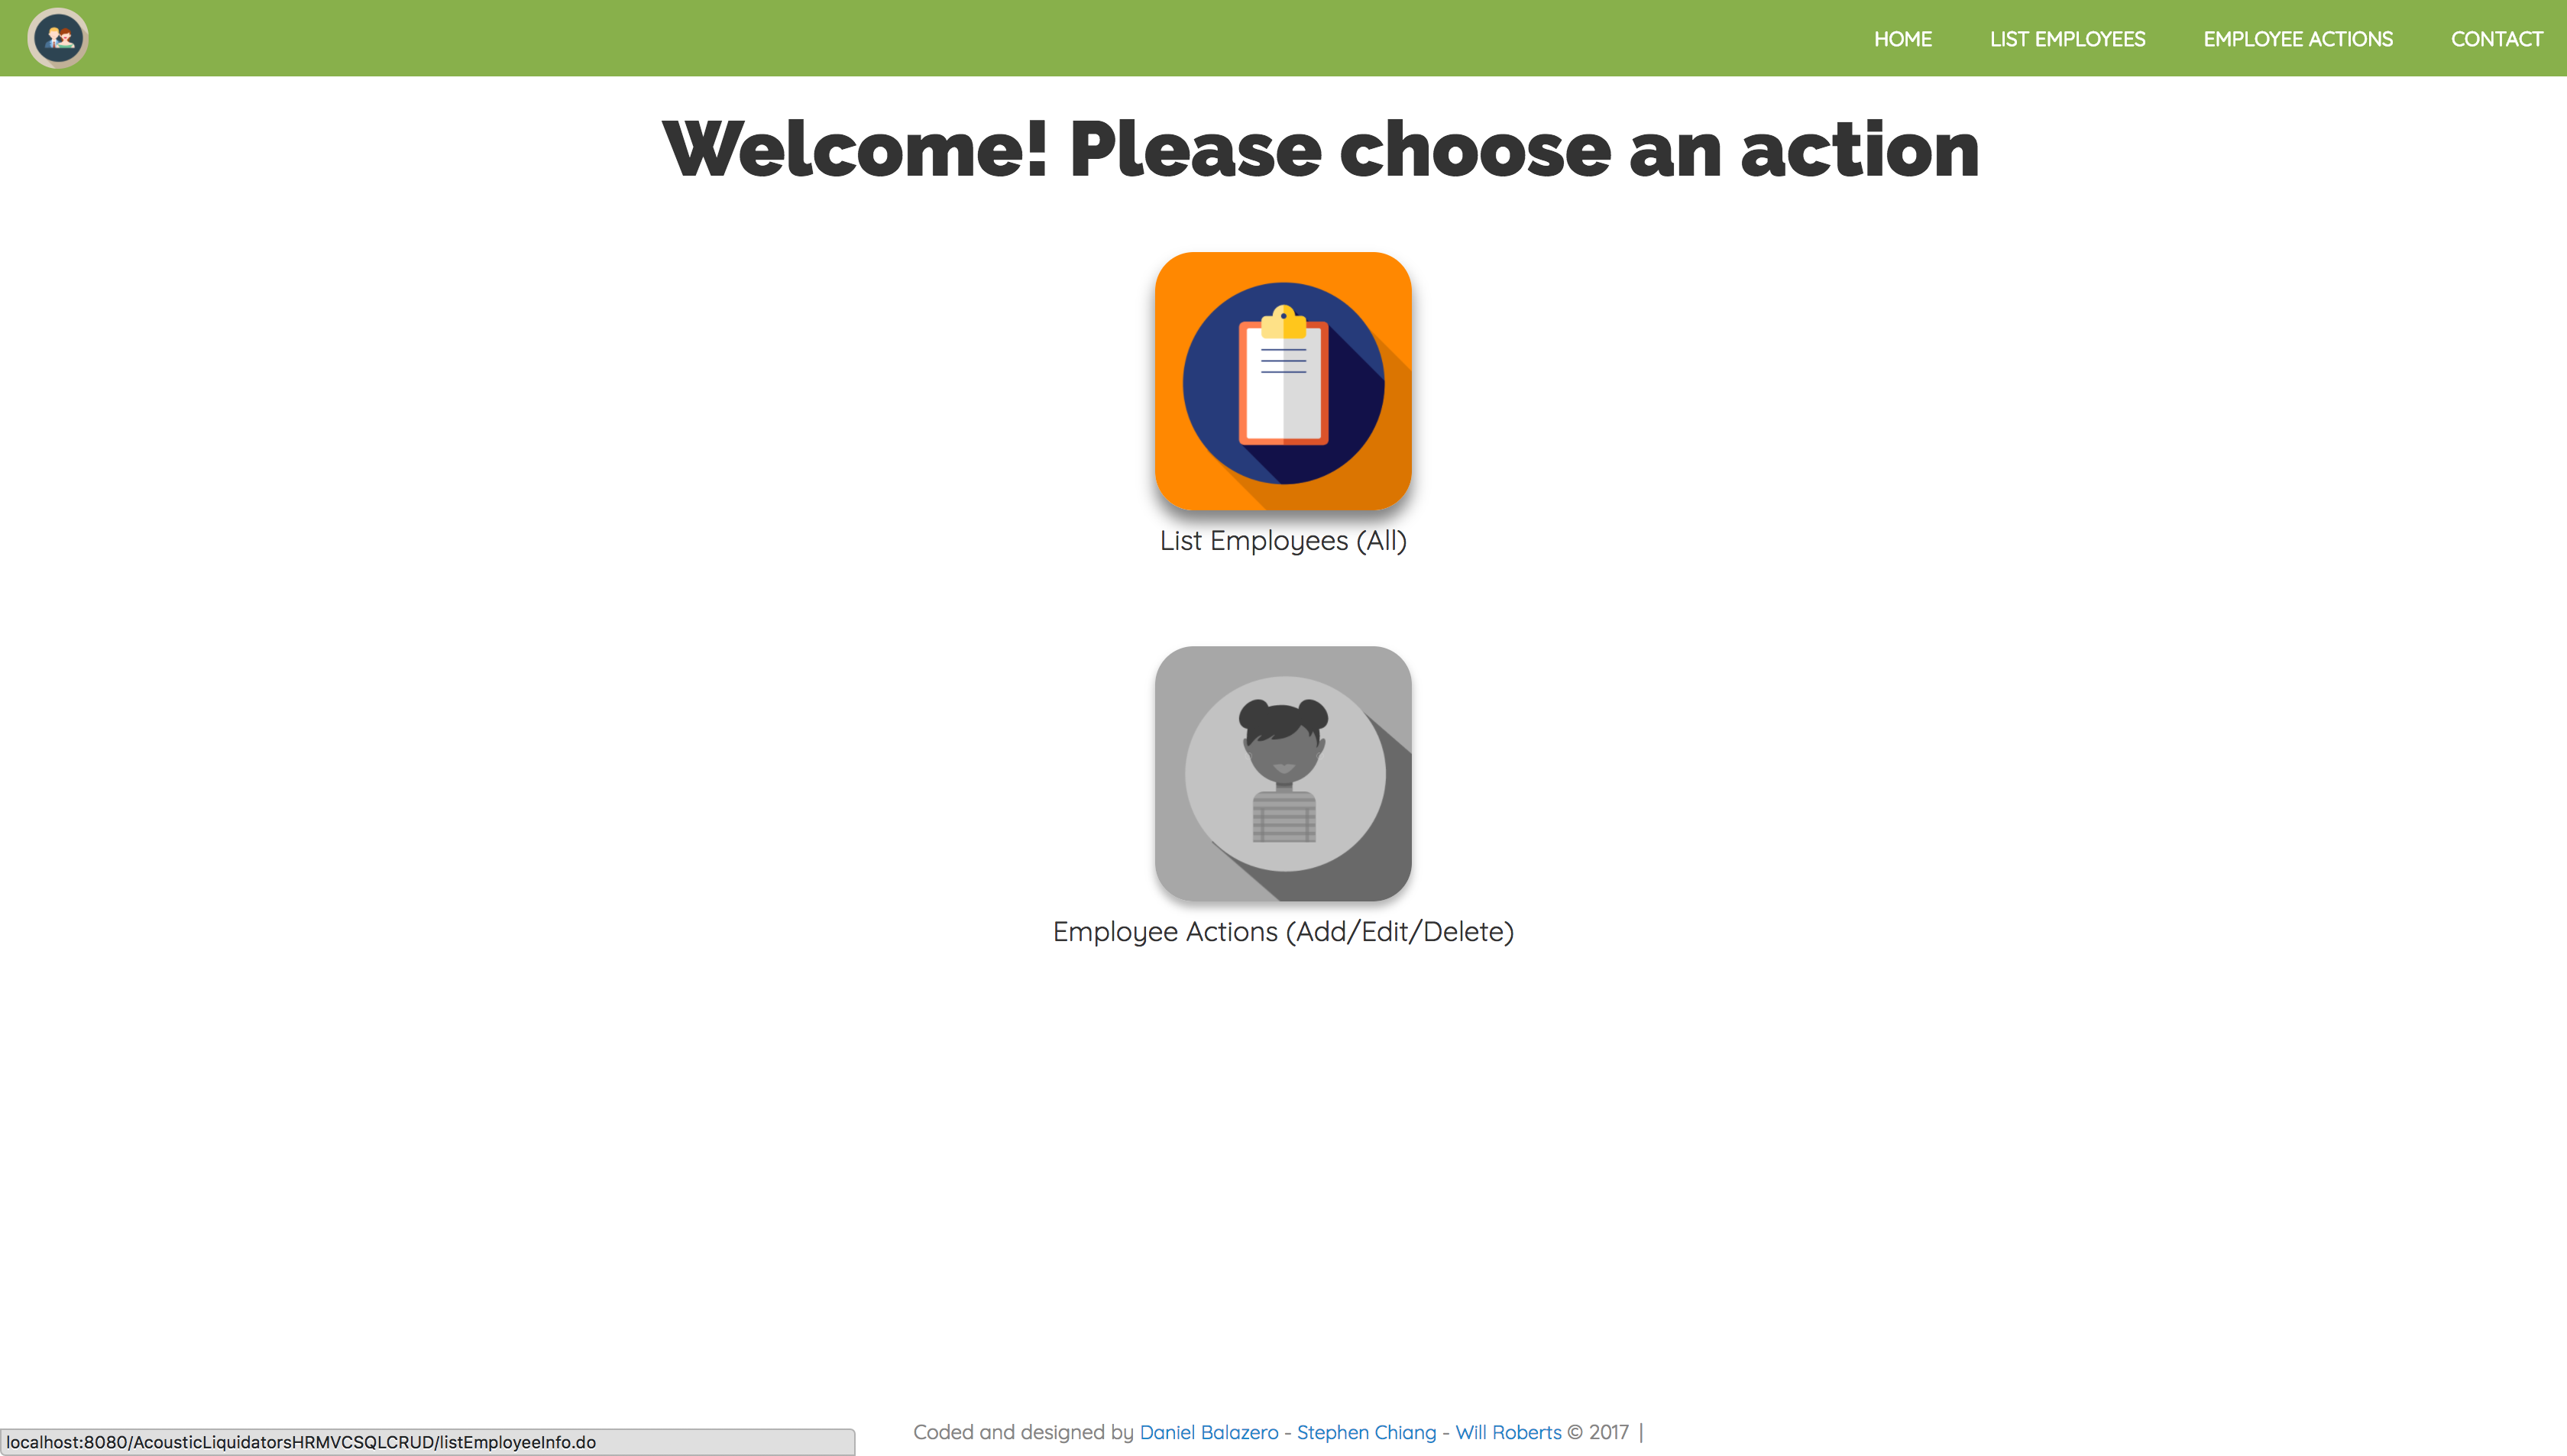 HOME LIST EMPLOYEES EMPLOYEE ACTIONS CONTACT
Welcome! Please choose an action
List Employees (All)
Employee Actions (Add/Edit/Delete)
Coded and designed by Daniel Balazero - Stephen Chiang - Will Roberts © 2017 |
localhost:8080/AcousticLiquidatorsHRMVCSQLCRUD/listEmployeeInfo.do